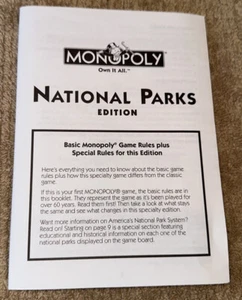 MONOPOLY®
Own It All.™
NATIONAL PARKS
EDITION
Basic Monopoly® Game Rules plus
Special Rules for this Edition
Here's everything you need to know about the basic game
rules plus how this specialty game differs from the classic
game.
If this is your first MONOPOLY® game, the basic rules are in
this booklet. They represent the game as it's been played for
over 60 years. Read them first! Then take a look at what stays
the same and see what changes in this specialty edition.
Want more information on America's National Park System?
Read on! Starting on page 9 is a special section featuring
educational and historical information on each one of the
national parks displayed on the game board.